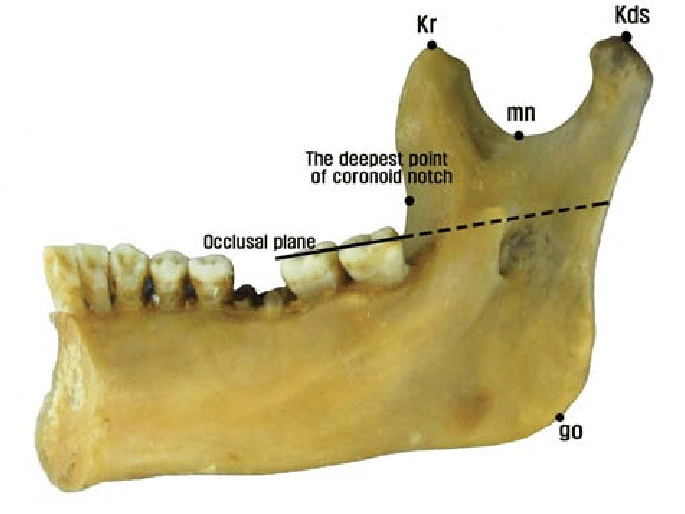 Kr
Kds
mn
The deepest point
of coronoid notch
Occlusal plane
go